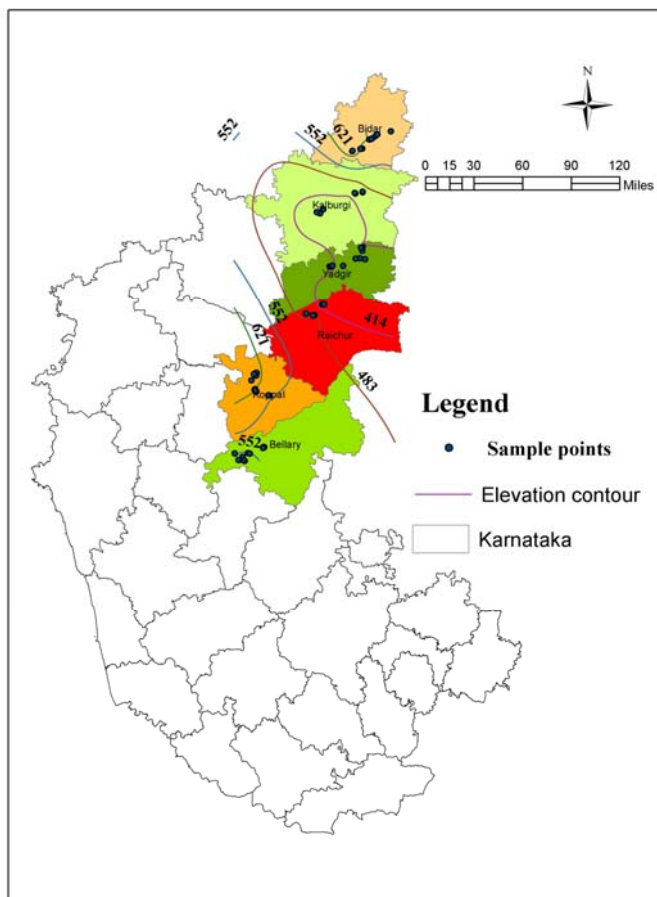 N
552
552
621
Bidar
0 15 30 60 90 120
Miles
Kalburgi
Yadgir
552
621
Raichur
414
483
Koppal
552
Bellary
Legend
Sample points
Elevation contour
Karnataka